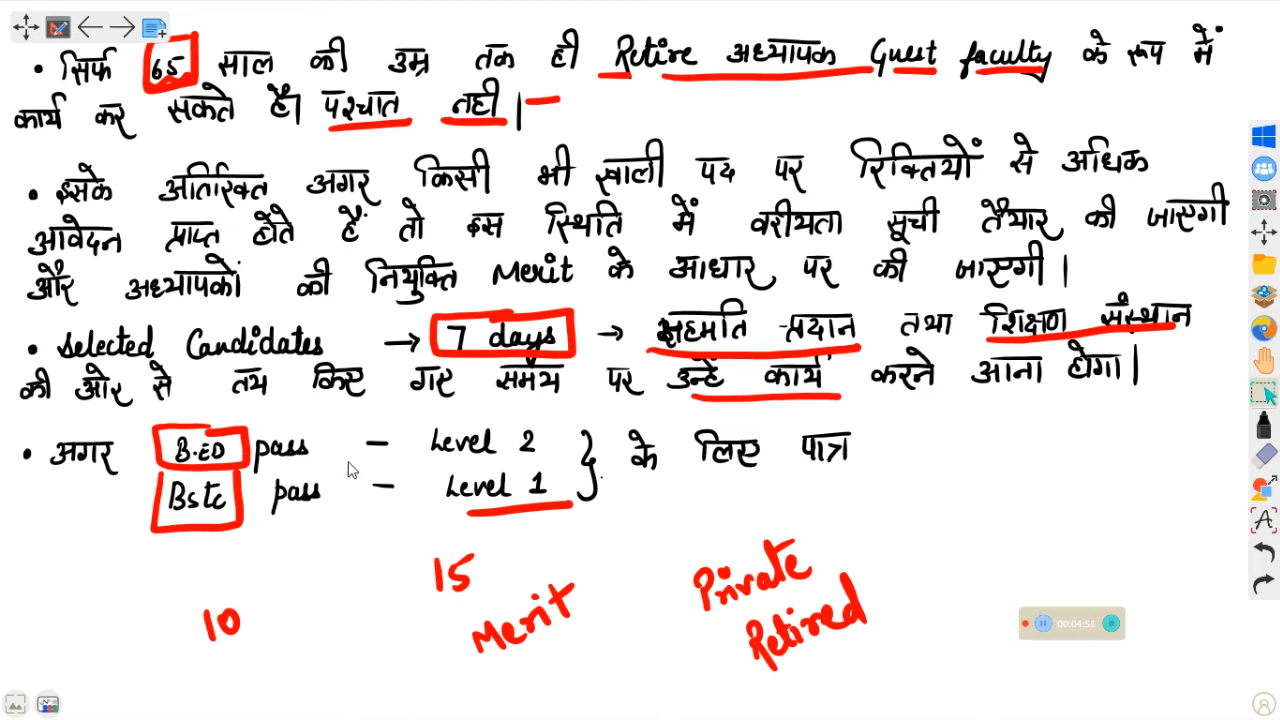 • सिर्फ 65 साल की उम्र तक ही Retire अध्यापक Guest faculty के रूप में
कार्य कर सकते है। पश्चात नही। —
• इसके अतिरिक्त अगर किसी भी खाली पद पर रिक्तियों से अधिक
आवेदन प्राप्त होते हैं तो इस स्थिति में वरीयता सूची तैयार की जाएगी
और अध्यापकों की नियुक्ति Merit के आधार पर की जाएगी।
• Selected Candidates → 7 days → सहमति प्रदान तथा शिक्षण संस्थान
की ओर से तय किए गए समय पर उन्हें कार्य करने आना होगा।
• अगर B.ED pass — Level 2 } के लिए पात्र
Bstc pass — Level 1
15
10
Merit
Private
Retired
00:04:53